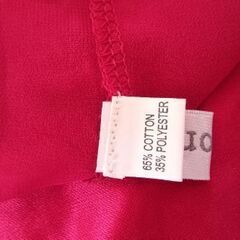 65% COTTON
35% POLYESTER